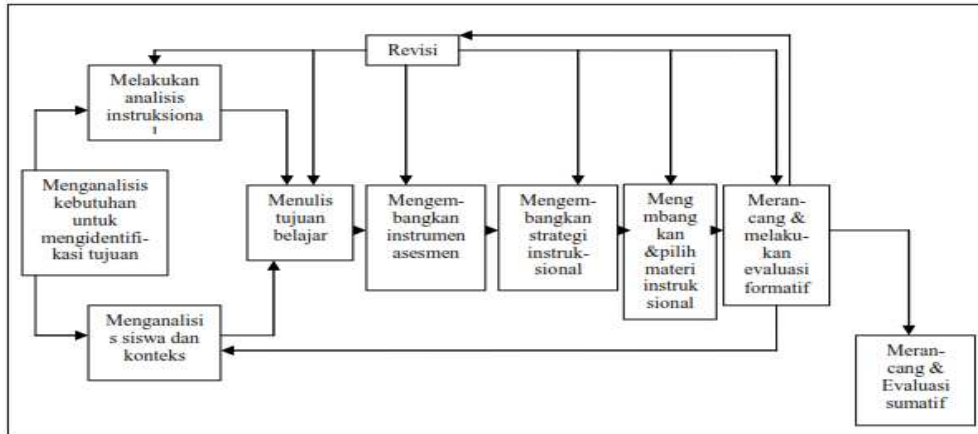 Revisi
Melakukan
analisis
instruksiona
l
Menganalisis
kebutuhan
untuk
mengidentifi-
kasi tujuan
Menulis
tujuan
belajar
Mengem-
bangkan
instrumen
asesmen
Mengem-
bangkan
strategi
instruk-
sional
Meng
mbang
kan
&pilih
materi
instruk
sional
Meran-
cang &
melaku-
kan
evaluasi
formatif
Menganalisi
s siswa dan
konteks
Meran-
cang &
Evaluasi
sumatif